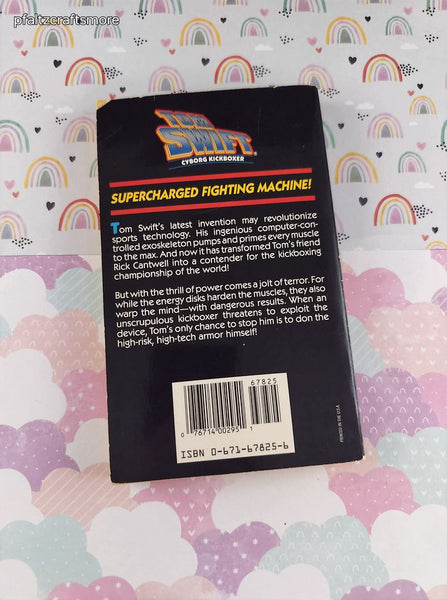 pfaltzcraftsmore
TOM
SWIFT
CYBORG KICKBOXER
SUPERCHARGED FIGHTING MACHINE!
Tom Swift's latest invention may revolutionize
sports technology. His ingenious computer-con-
trolled exoskeleton pumps and primes every muscle
to the max. And now it has transformed Tom's friend
Rick Cantwell into a contender for the kickboxing
championship of the world!
But with the thrill of power comes a jolt of terror. For
while the energy disks harden the muscles, they also
warp the mind—with dangerous results. When an
unscrupulous kickboxer threatens to exploit the
device, Tom's only chance to stop him is to don the
high-risk, high-tech armor himself!
67825
0 76714 00295 1
ISBN 0-671-67825-6
PRINTED IN THE U.S.A.